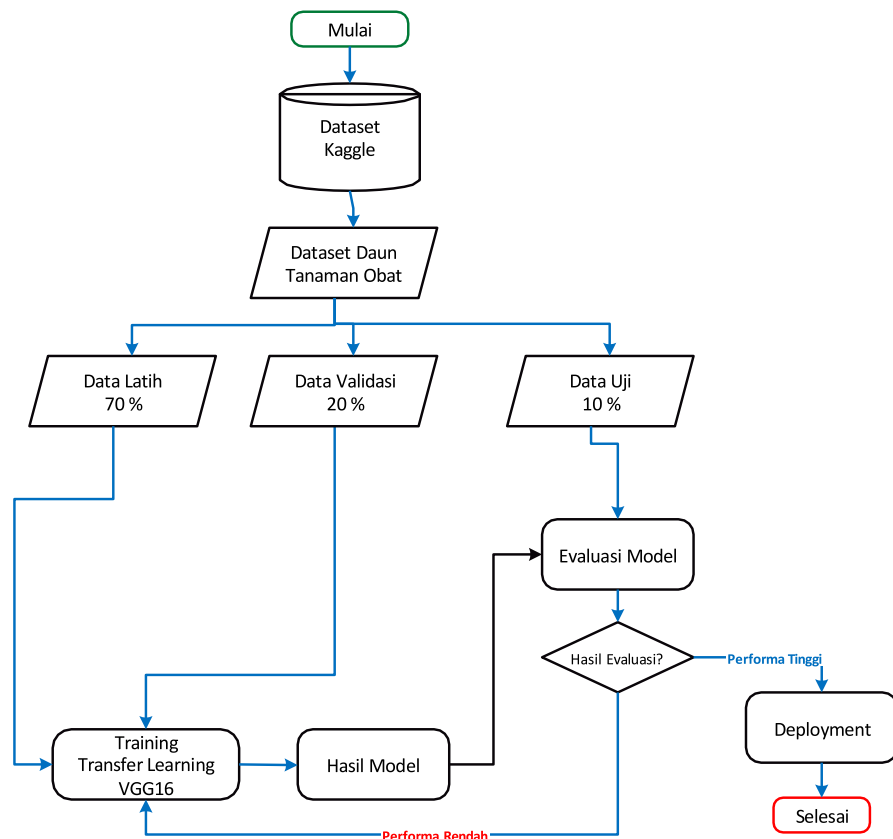 Mulai
Dataset
Kaggle
Dataset Daun
Tanaman Obat
Data Latih
70 %
Data Validasi
20 %
Data Uji
10 %
Evaluasi Model
Hasil Evaluasi?
Performa Tinggi
Training
Transfer Learning
VGG16
Hasil Model
Deployment
Selesai
Performa Rendah